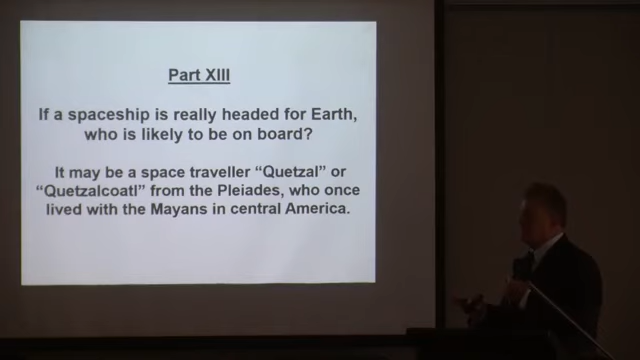 Part XIII
If a spaceship is really headed for Earth,
who is likely to be on board?
It may be a space traveller “Quetzal” or
“Quetzalcoatl” from the Pleiades, who once
lived with the Mayans in central America.